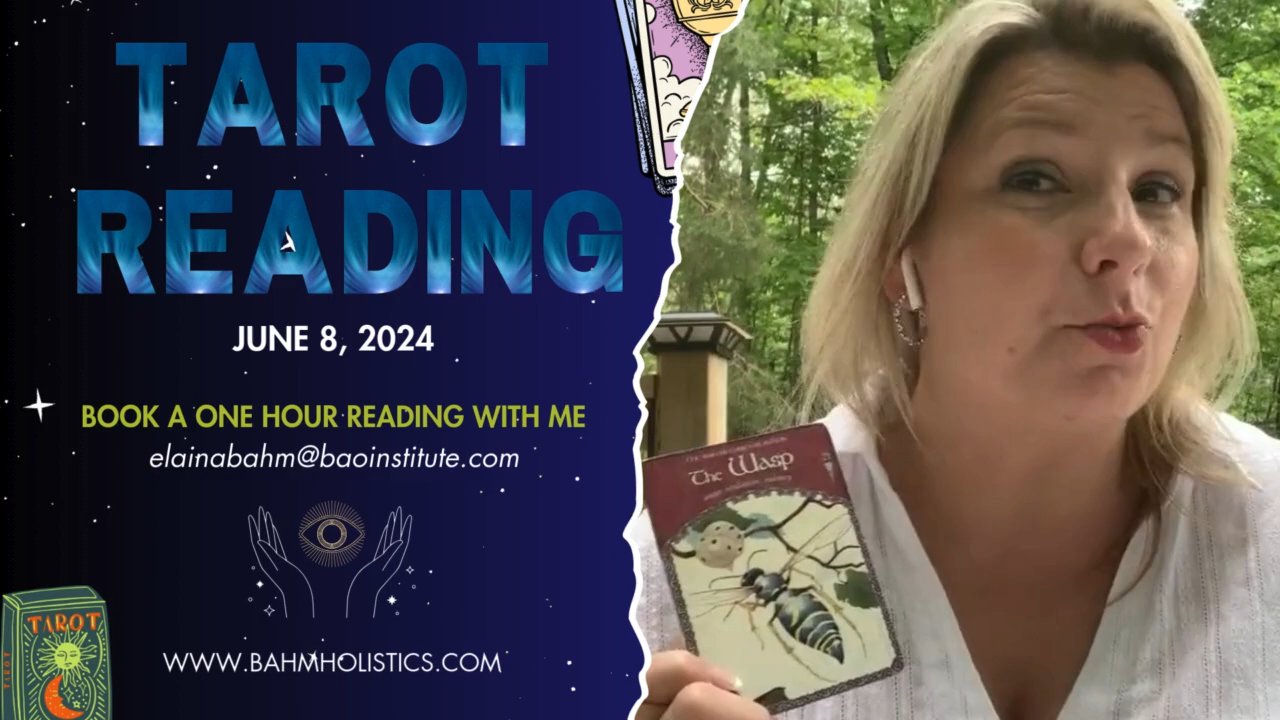 TAROT
READING
JUNE 8, 2024
BOOK A ONE HOUR READING WITH ME
elainabahm@baoinstitute.com
TAROT
TAROT
WWW.BAHMHOLISTICS.COM
The Wasp